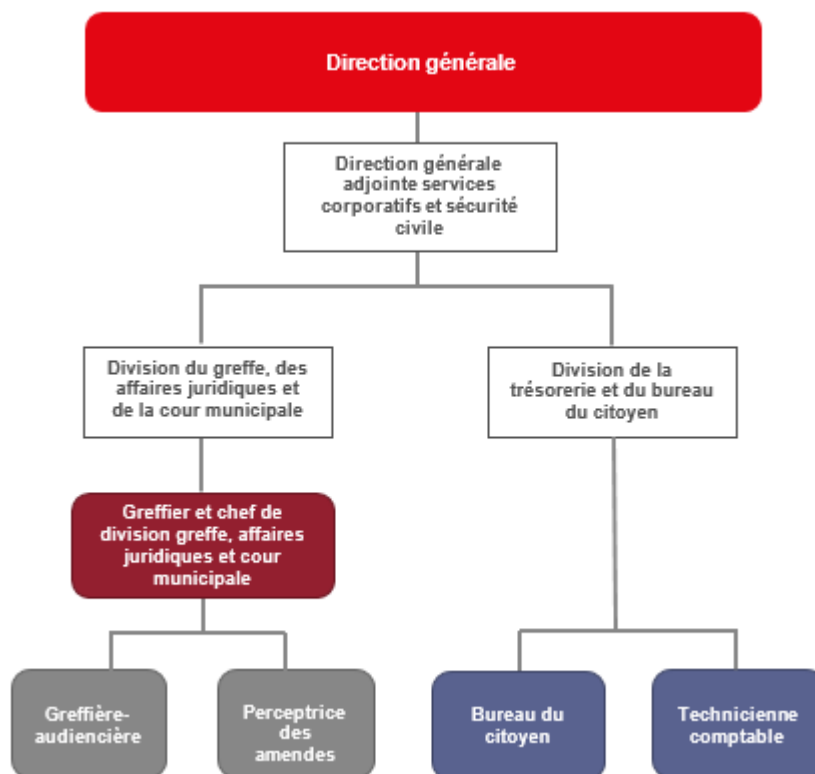 Direction générale
Direction générale
adjointe services
corporatifs et sécurité
civile
Division du greffe, des
affaires juridiques et
de la cour municipale
Division de la
trésorerie et du bureau
du citoyen
Greffier et chef de
division greffe, affaires
juridiques et cour
municipale
Greffière-
audiencière
Perceptrice
des
amendes
Bureau du
citoyen
Technicienne
comptable